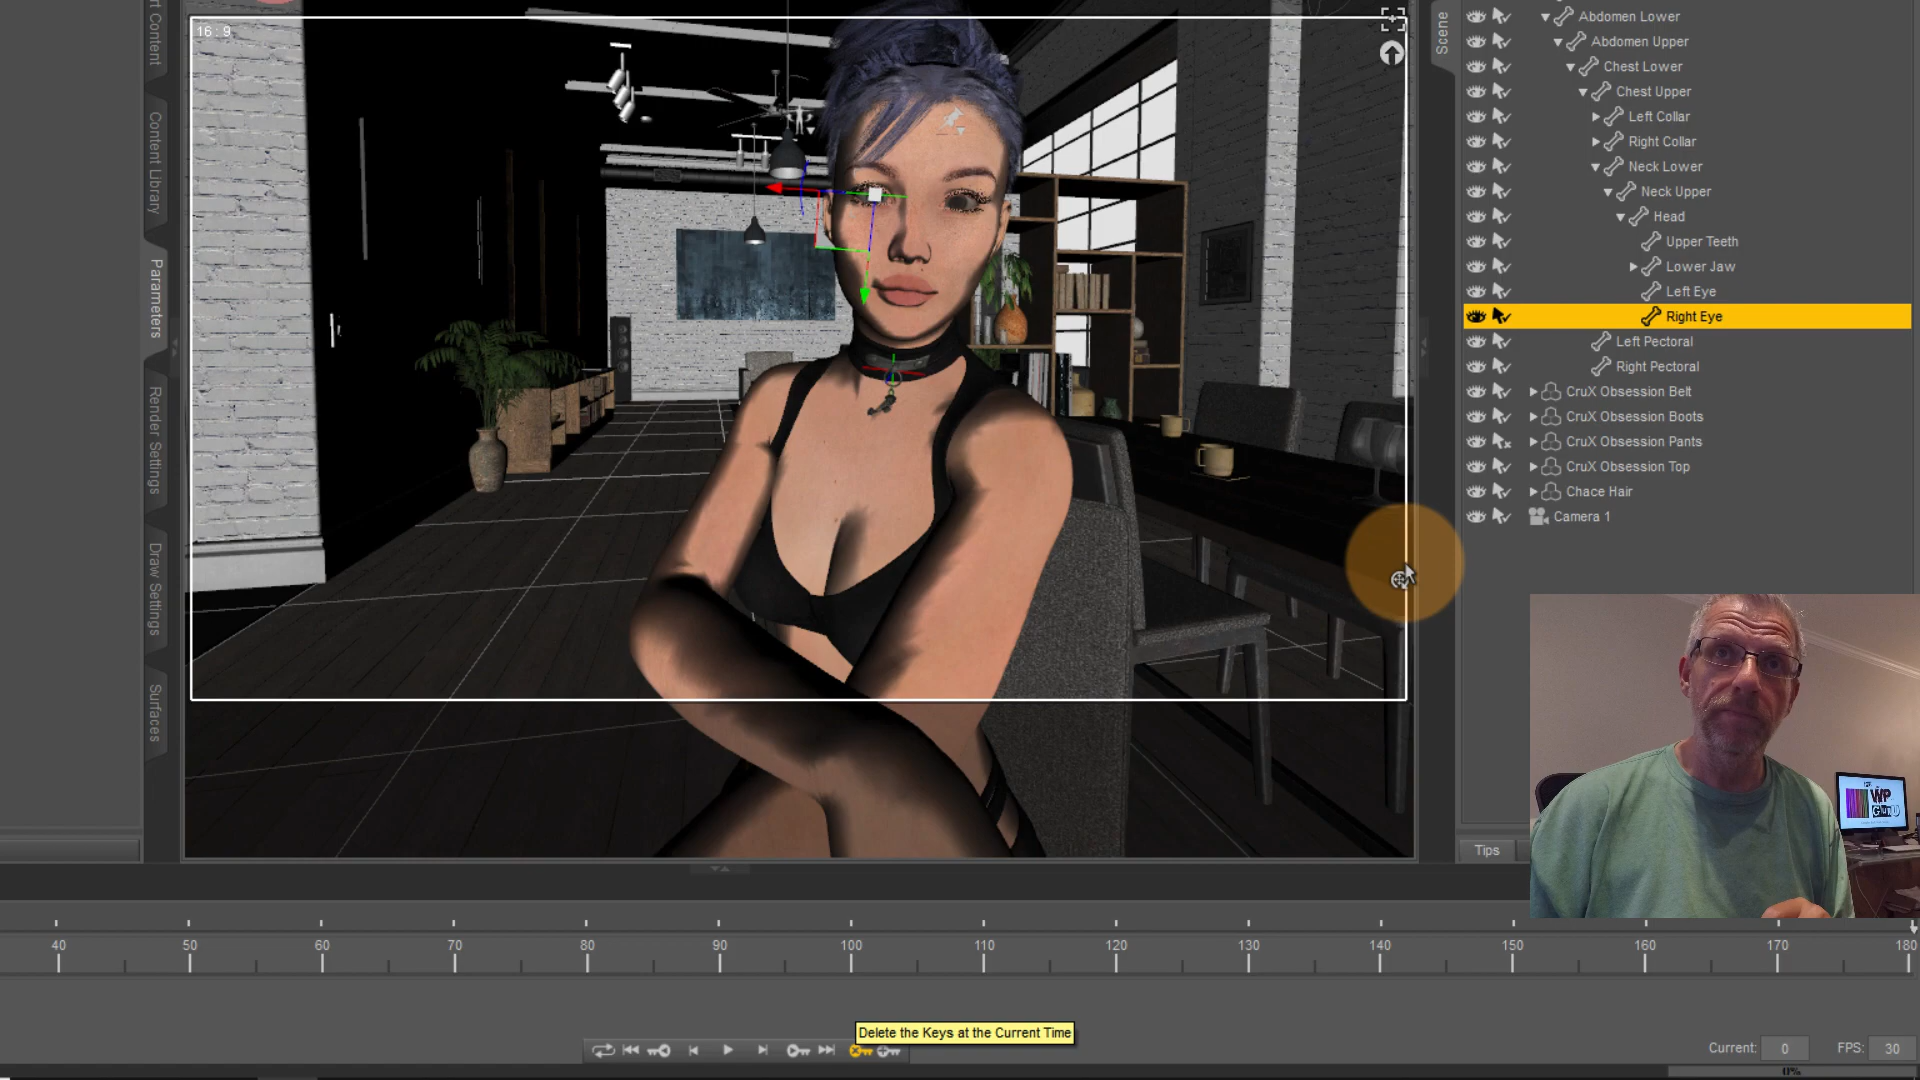 16 : 9
rt Content
Content Library
Parameters
Render Settings
Draw Settings
Surfaces
Scene
Abdomen Lower
Abdomen Upper
Chest Lower
Chest Upper
Left Collar
Right Collar
Neck Lower
Neck Upper
Head
Upper Teeth
Lower Jaw
Left Eye
Right Eye
Left Pectoral
Right Pectoral
CruX Obsession Belt
CruX Obsession Boots
CruX Obsession Pants
CruX Obsession Top
Chace Hair
Camera 1
Tips
WP
GURU
40 50 60 70 80 90 100 110 120 130 140 150 160 170 180
Delete the Keys at the Current Time
Current: 0 FPS: 30
0%